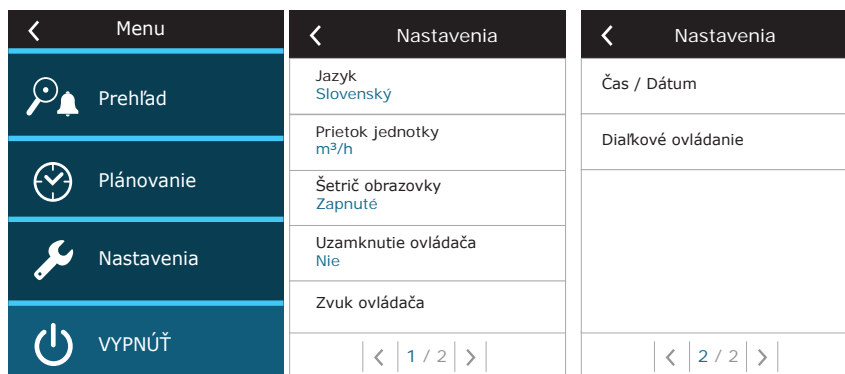 Menu
Prehľad
Plánovanie
Nastavenia
VYPNÚŤ
Nastavenia
Jazyk
Slovenský
Prietok jednotky
m³/h
Šetrič obrazovky
Zapnuté
Uzamknutie ovládača
Nie
Zvuk ovládača
1 / 2
Nastavenia
Čas / Dátum
Diaľkové ovládanie
2 / 2